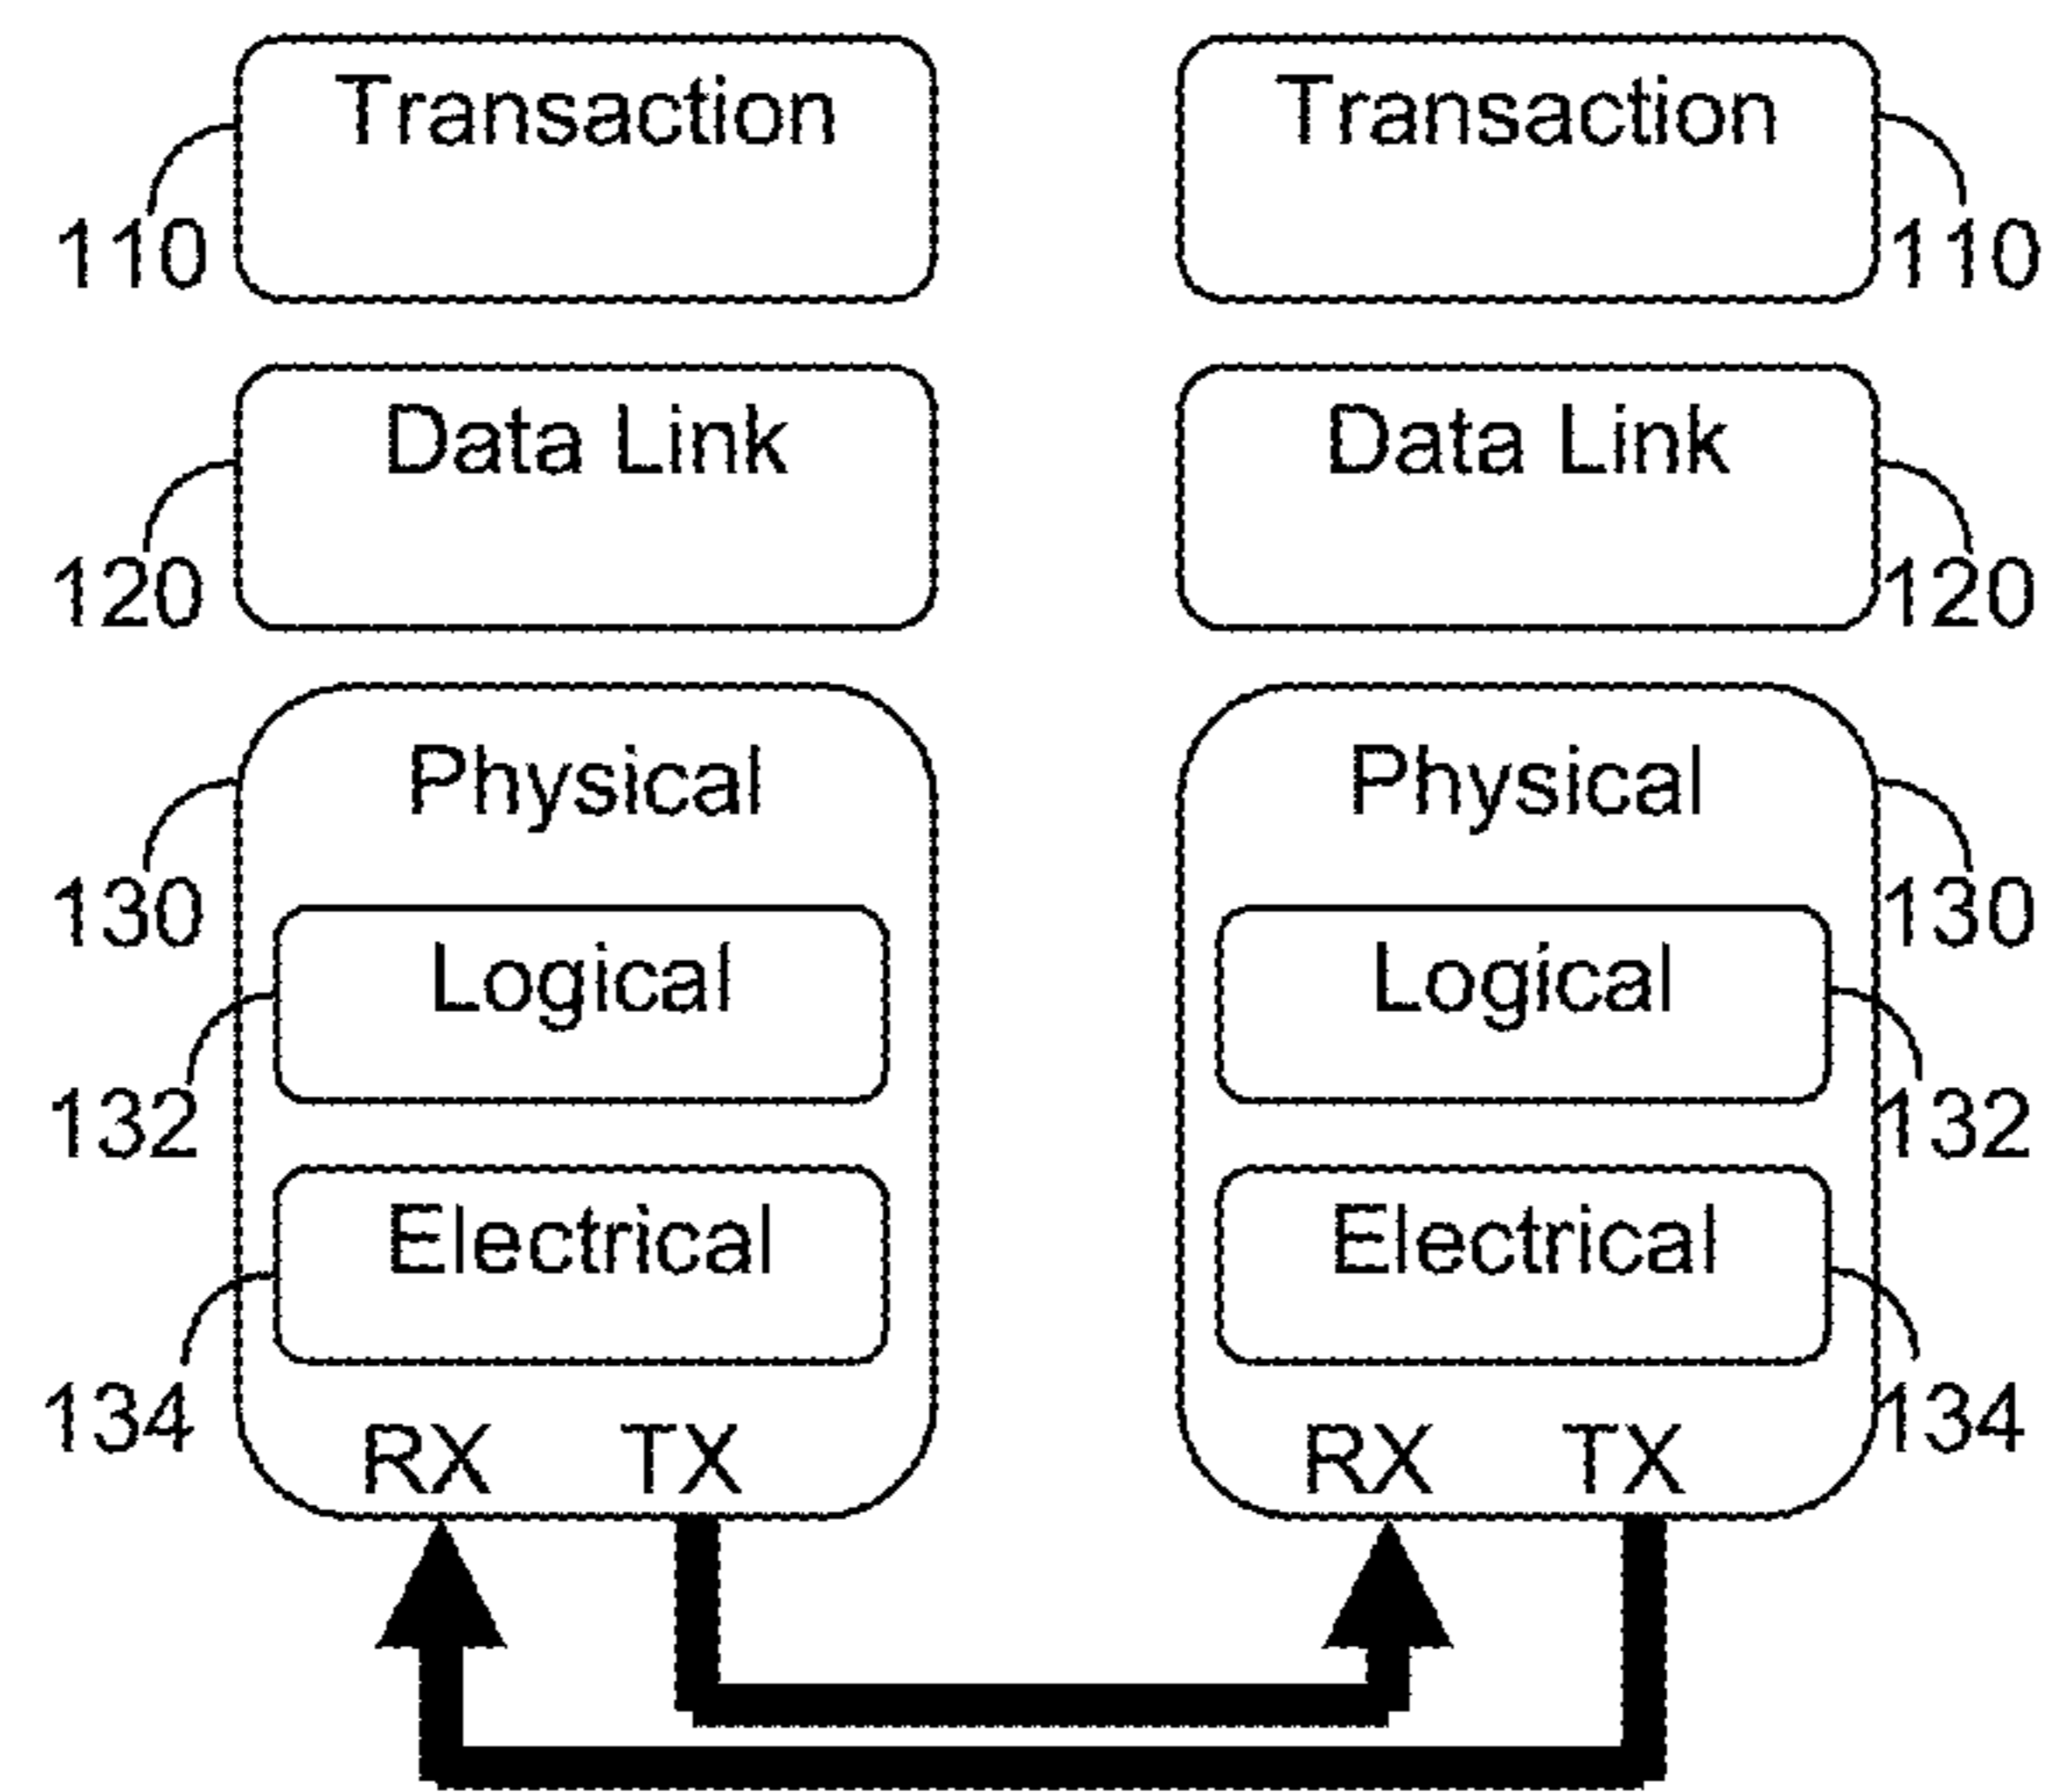 Transaction Transaction
110 110
Data Link Data Link
120 120
Physical Physical
130 130
Logical Logical
132 132
Electrical Electrical
134 134
RX TX RX TX